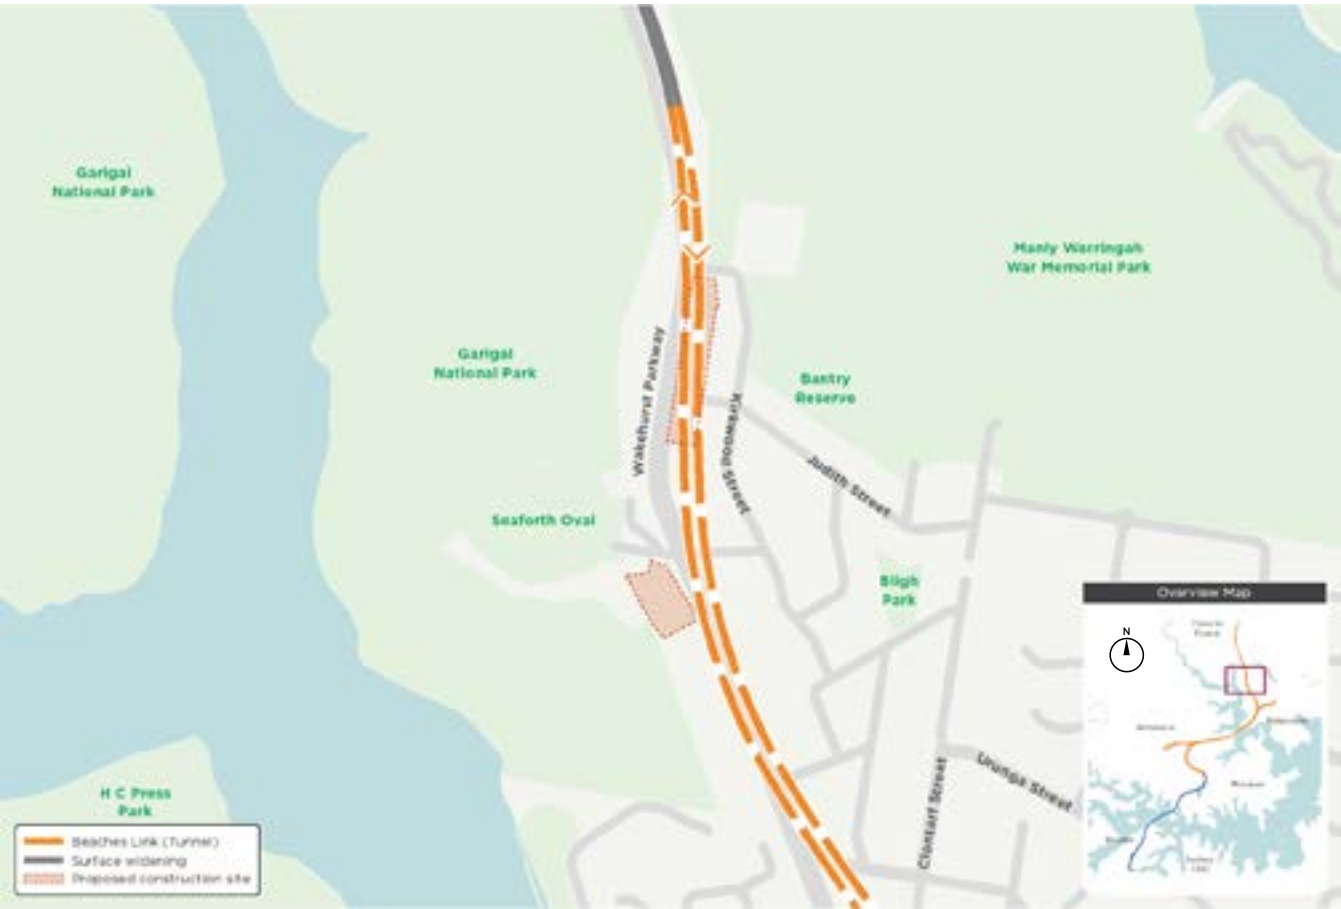 Garigal
National Park
Manly Warringah
War Memorial Park
Garigal
National Park
Wakehurst Parkway
Bantry
Reserve
Kirkwood Street
Judith Street
Seaforth Oval
Bligh
Park
Overview Map
N
Urunga Street
Clontarf Street
H C Press
Park
Beaches Link (Tunnel)
Surface widening
Proposed construction site